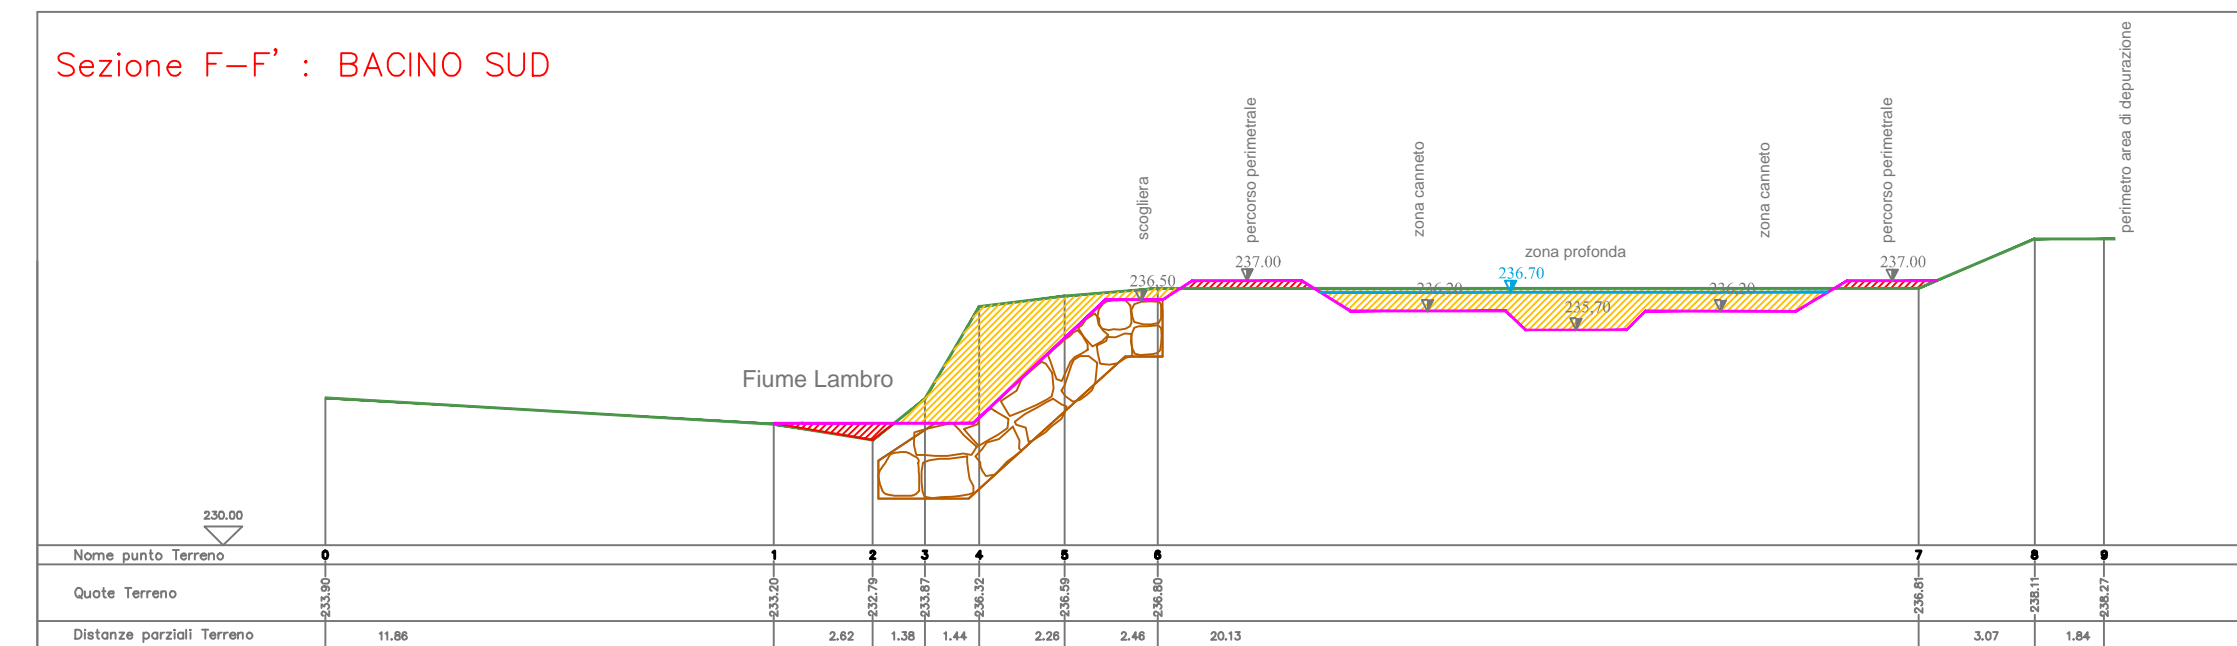 Sezione F-F' : BACINO SUD
perimetro area di depurazione
percorso perimetrale
percorso perimetrale
zona canneto
zona canneto
scogliera
zona profonda
237.00
237.00
236.70
236.50
236.20
236.20
235,70
Fiume Lambro
230.00
Nome punto Terreno 0 1 2 3 4 5 6 7 8 9
Quote Terreno 233.90 233.20 232.79 233.87 236.32 236.59 236.80 236.81 238.11 238.27
Distanze parziali Terreno 11.86 2.62 1.38 1.44 2.26 2.46 20.13 3.07 1.84